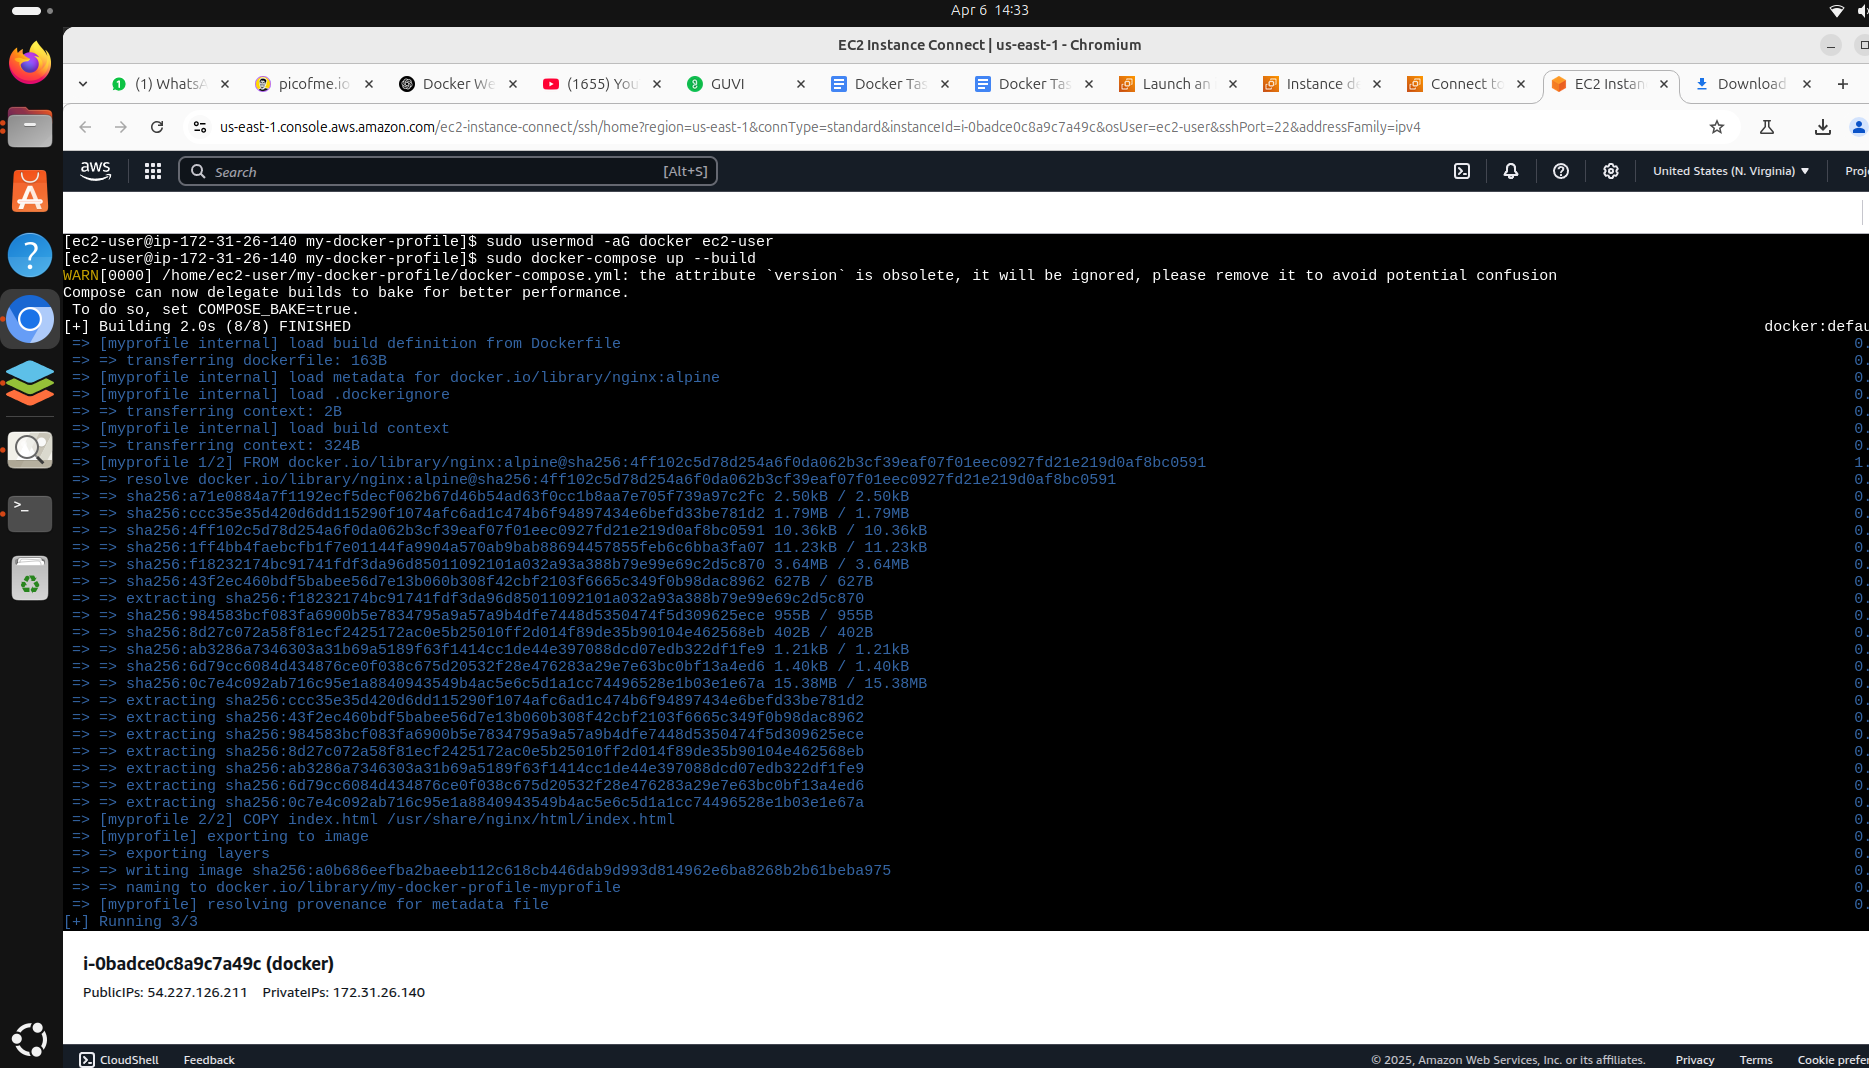 Apr 6 14:33
EC2 Instance Connect | us-east-1 - Chromium
(1) WhatsA
picofme.io
Docker We
(1655) You
GUVI
Docker Tas
Docker Tas
Launch an
Instance de
Connect to
EC2 Instan
Download
us-east-1.console.aws.amazon.com/ec2-instance-connect/ssh/home?region=us-east-1&connType=standard&instanceId=i-0badce0c8a9c7a49c&osUser=ec2-user&sshPort=22&addressFamily=ipv4
aws
Search
[Alt+S]
United States (N. Virginia) ▼
Proje
[ec2-user@ip-172-31-26-140 my-docker-profile]$ sudo usermod -aG docker ec2-user
[ec2-user@ip-172-31-26-140 my-docker-profile]$ sudo docker-compose up --build
WARN[0000] /home/ec2-user/my-docker-profile/docker-compose.yml: the attribute `version` is obsolete, it will be ignored, please remove it to avoid potential confusion
Compose can now delegate builds to bake for better performance.
To do so, set COMPOSE_BAKE=true.
[+] Building 2.0s (8/8) FINISHED docker:defau
=> [myprofile internal] load build definition from Dockerfile 0.
=> => transferring dockerfile: 163B 0.
=> [myprofile internal] load metadata for docker.io/library/nginx:alpine 0.
=> [myprofile internal] load .dockerignore 0.
=> => transferring context: 2B 0.
=> [myprofile internal] load build context 0.
=> => transferring context: 324B 0.
=> [myprofile 1/2] FROM docker.io/library/nginx:alpine@sha256:4ff102c5d78d254a6f0da062b3cf39eaf07f01eec0927fd21e219d0af8bc0591 1.
=> => resolve docker.io/library/nginx:alpine@sha256:4ff102c5d78d254a6f0da062b3cf39eaf07f01eec0927fd21e219d0af8bc0591 0.
=> => sha256:a71e0884a7f1192ecf5decf062b67d46b54ad63f0cc1b8aa7e705f739a97c2fc 2.50kB / 2.50kB 0.
=> => sha256:ccc35e35d420d6dd115290f1074afc6ad1c474b6f94897434e6befd33be781d2 1.79MB / 1.79MB 0.
=> => sha256:4ff102c5d78d254a6f0da062b3cf39eaf07f01eec0927fd21e219d0af8bc0591 10.36kB / 10.36kB 0.
=> => sha256:1ff4bb4faebcfb1f7e01144fa9904a570ab9bab88694457855feb6c6bba3fa07 11.23kB / 11.23kB 0.
=> => sha256:f18232174bc91741fdf3da96d85011092101a032a93a388b79e99e69c2d5c870 3.64MB / 3.64MB 0.
=> => sha256:43f2ec460bdf5babee56d7e13b060b308f42cbf2103f6665c349f0b98dac8962 627B / 627B 0.
=> => extracting sha256:f18232174bc91741fdf3da96d85011092101a032a93a388b79e99e69c2d5c870 0.
=> => sha256:984583bcf083fa6900b5e7834795a9a57a9b4dfe7448d5350474f5d309625ece 955B / 955B 0.
=> => sha256:8d27c072a58f81ecf2425172ac0e5b25010ff2d014f89de35b90104e462568eb 402B / 402B 0.
=> => sha256:ab3286a7346303a31b69a5189f63f1414cc1de44e397088dcd07edb322df1fe9 1.21kB / 1.21kB 0.
=> => sha256:6d79cc6084d434876ce0f038c675d20532f28e476283a29e7e63bc0bf13a4ed6 1.40kB / 1.40kB 0.
=> => sha256:0c7e4c092ab716c95e1a8840943549b4ac5e6c5d1a1cc74496528e1b03e1e67a 15.38MB / 15.38MB 0.
=> => extracting sha256:ccc35e35d420d6dd115290f1074afc6ad1c474b6f94897434e6befd33be781d2 0.
=> => extracting sha256:43f2ec460bdf5babee56d7e13b060b308f42cbf2103f6665c349f0b98dac8962 0.
=> => extracting sha256:984583bcf083fa6900b5e7834795a9a57a9b4dfe7448d5350474f5d309625ece 0.
=> => extracting sha256:8d27c072a58f81ecf2425172ac0e5b25010ff2d014f89de35b90104e462568eb 0.
=> => extracting sha256:ab3286a7346303a31b69a5189f63f1414cc1de44e397088dcd07edb322df1fe9 0.
=> => extracting sha256:6d79cc6084d434876ce0f038c675d20532f28e476283a29e7e63bc0bf13a4ed6 0.
=> => extracting sha256:0c7e4c092ab716c95e1a8840943549b4ac5e6c5d1a1cc74496528e1b03e1e67a 0.
=> [myprofile 2/2] COPY index.html /usr/share/nginx/html/index.html 0.
=> [myprofile] exporting to image 0.
=> => exporting layers 0.
=> => writing image sha256:a0b686eefba2baeeb112c618cb446dab9d993d814962e6ba8268b2b61beba975 0.
=> => naming to docker.io/library/my-docker-profile-myprofile 0.
=> [myprofile] resolving provenance for metadata file 0.
[+] Running 3/3
i-0badce0c8a9c7a49c (docker)
PublicIPs: 54.227.126.211 PrivateIPs: 172.31.26.140
CloudShell Feedback © 2025, Amazon Web Services, Inc. or its affiliates. Privacy Terms Cookie prefer